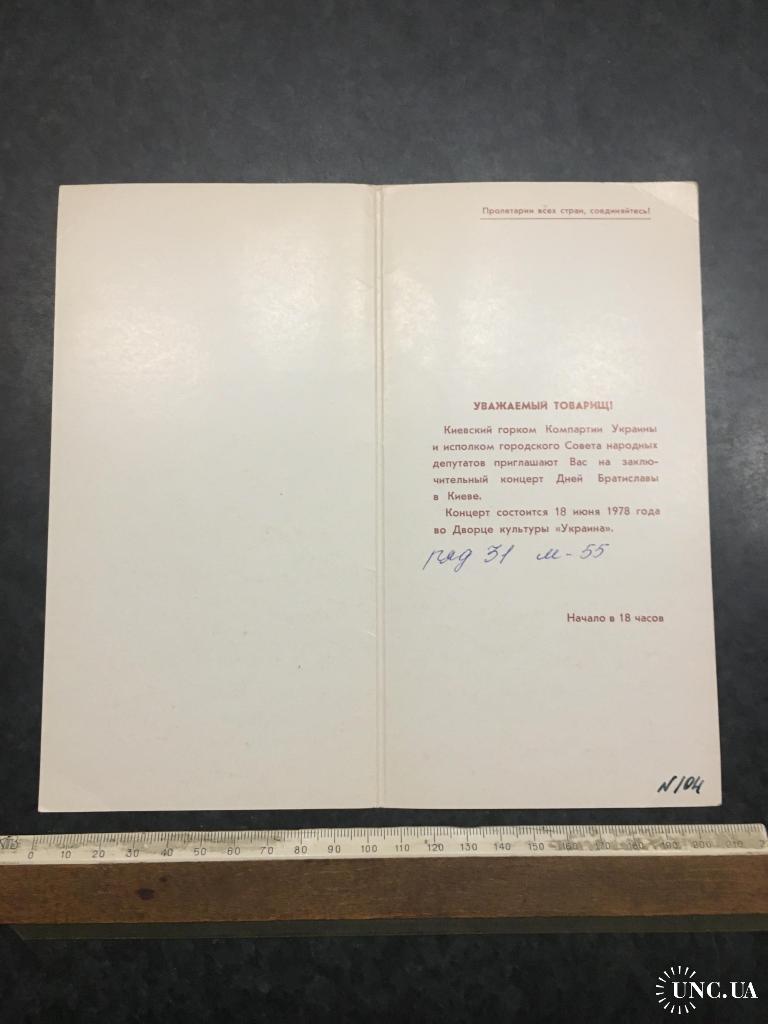 Пролетарии всех стран, соединяйтесь!
УВАЖАЕМЫЙ ТОВАРИЩ!
Киевский горком Компартии Украины
и исполком городского Совета народных
депутатов приглашают Вас на заклю-
чительный концерт Дней Братиславы
в Киеве.
Концерт состоится 18 июня 1978 года
во Дворце культуры «Украина».
ряд 31 м-55
Начало в 18 часов
N104
0 10 20 30 40 50 60 70 80 90 100 110 120 130 140 150 160 170 180 190 200 210
UNC.UA